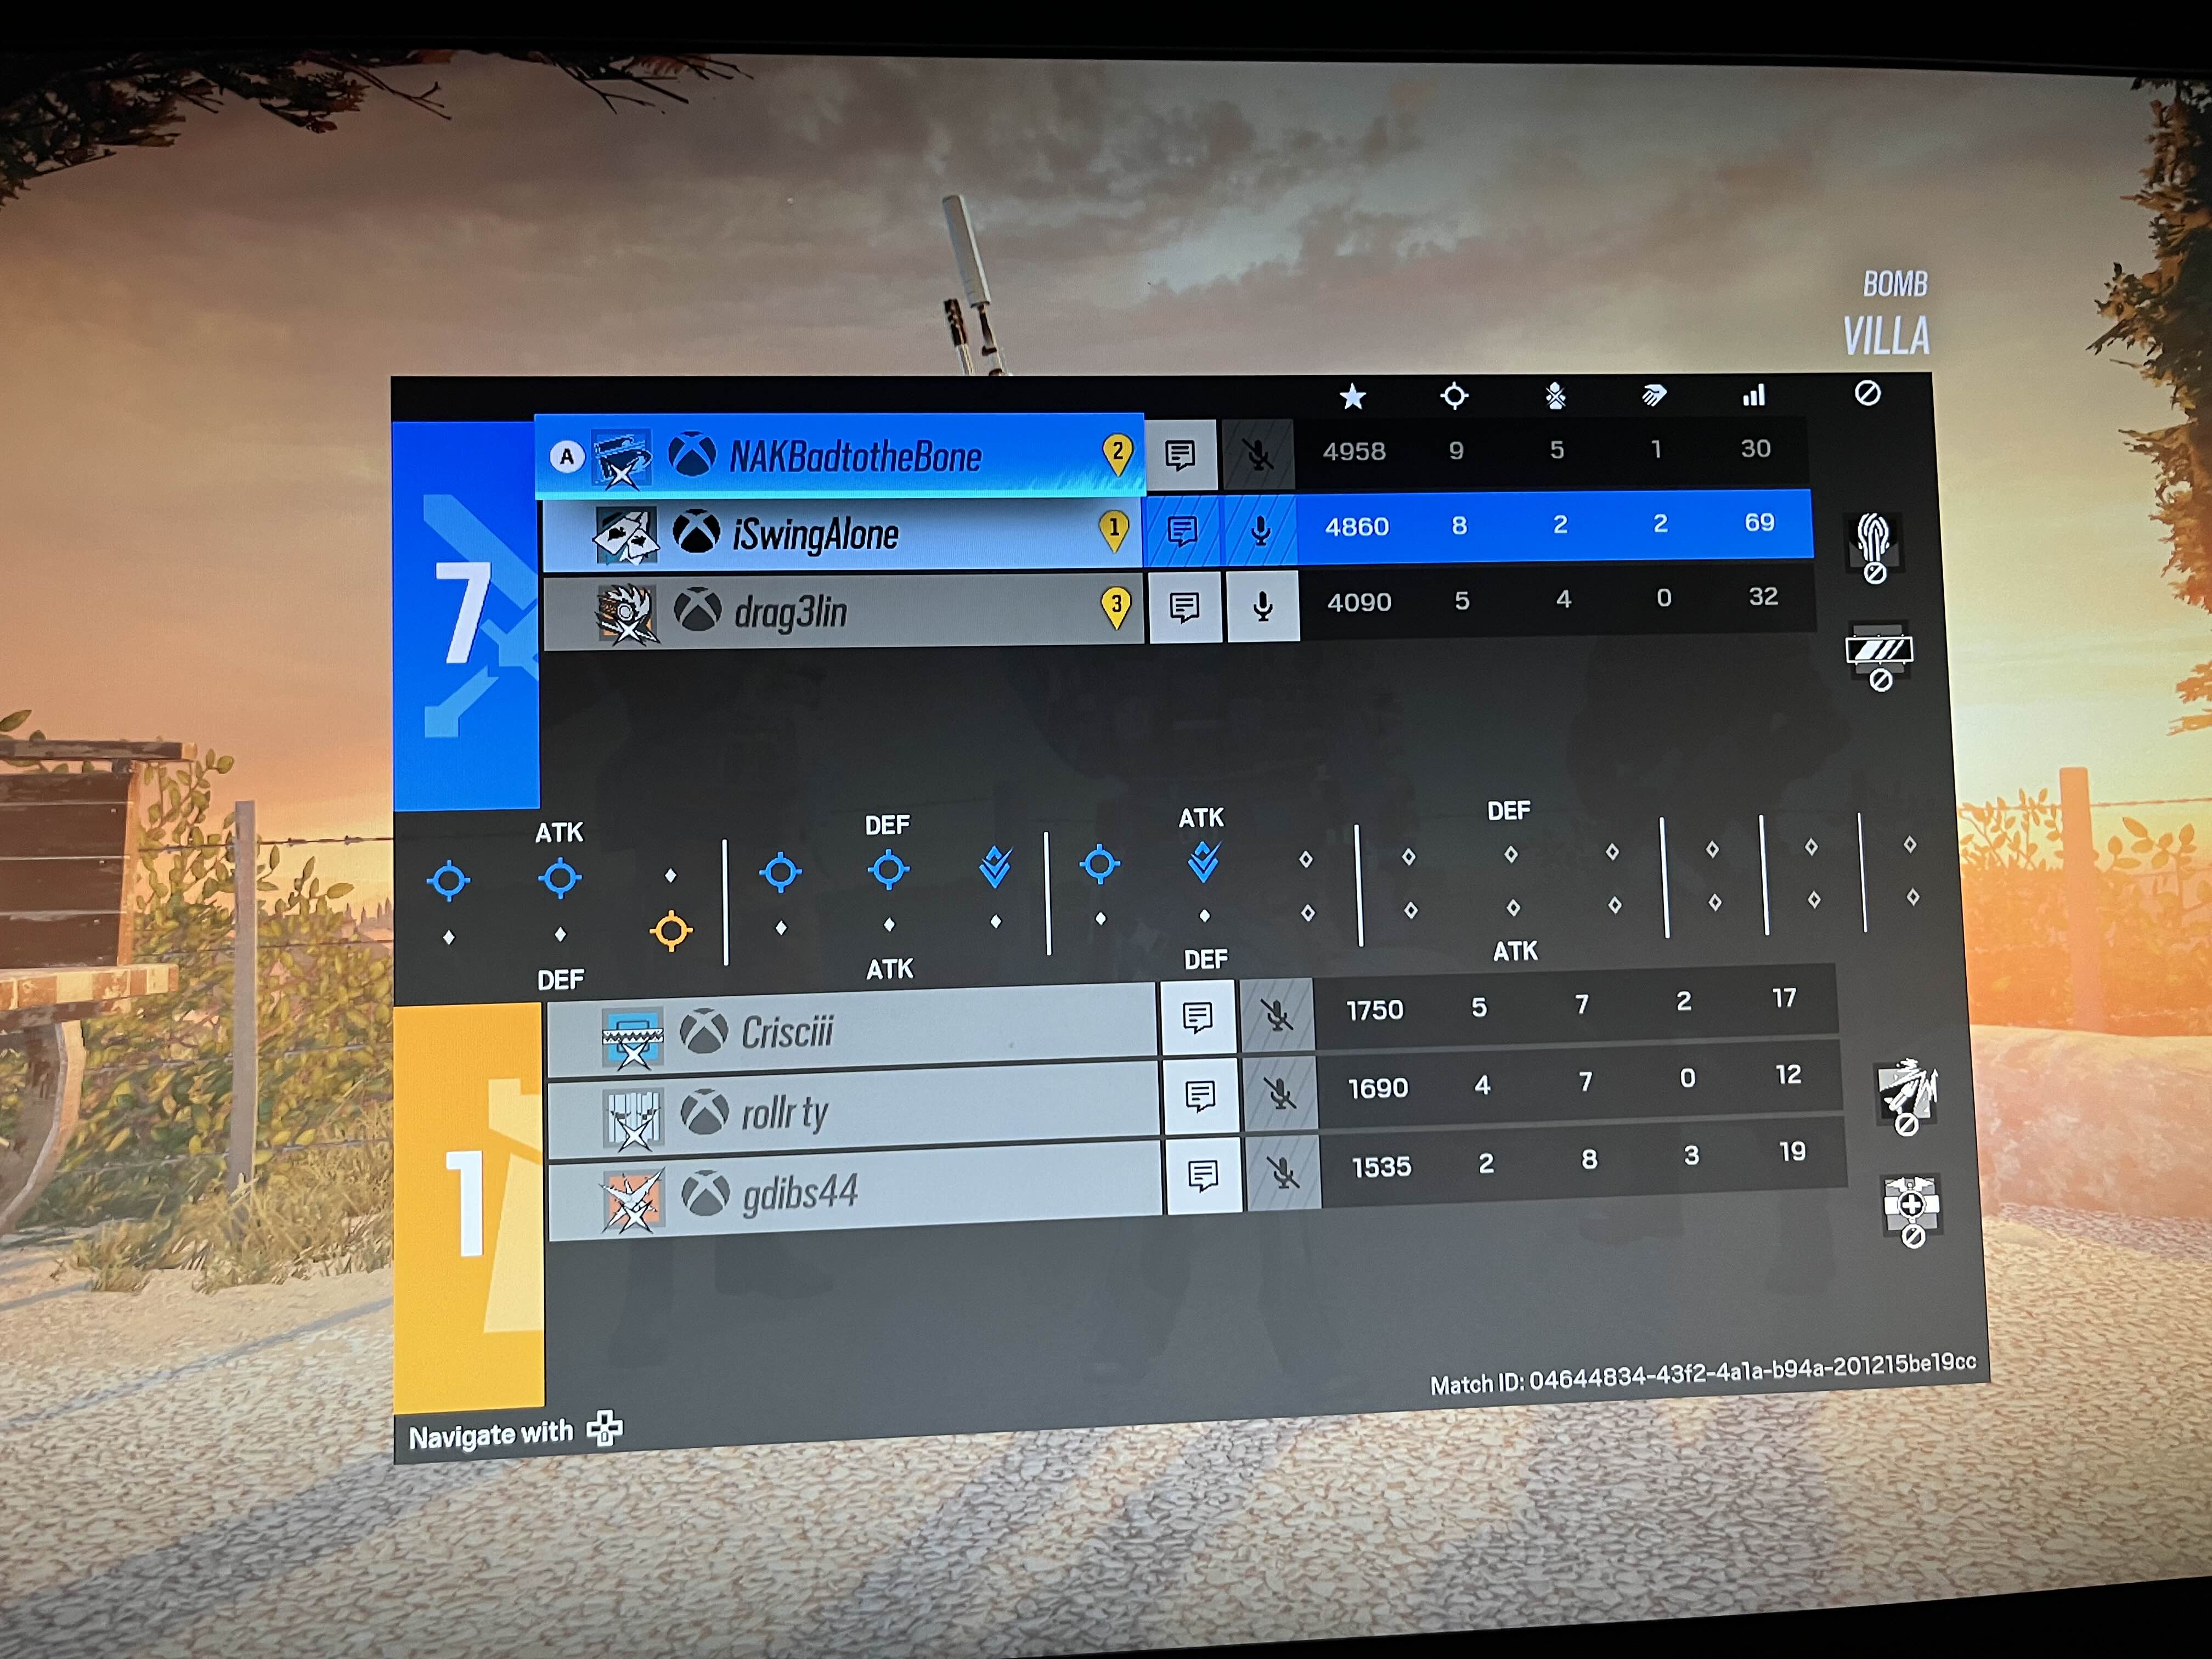 BOMB
VILLA
7
A NAKBadtotheBone 2 4958 9 5 1 30
iSwingAlone 1 4860 8 2 2 69
drag3lin 3 4090 5 4 0 32
ATK DEF ATK DEF
DEF ATK DEF ATK
1
Crisciii 1750 5 7 2 17
rollr ty 1690 4 7 0 12
gdibs44 1535 2 8 3 19
Match ID: 04644834-43f2-4a1a-b94a-201215be19cc
Navigate with